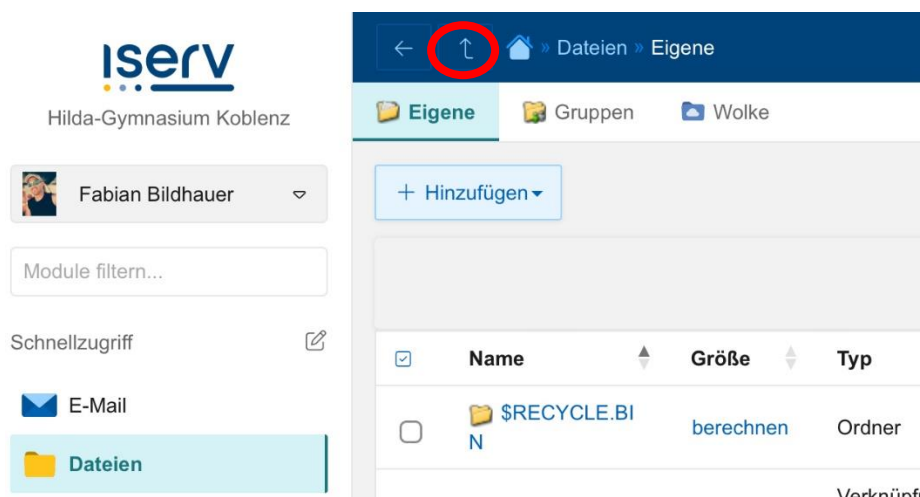 IServ
Hilda-Gymnasium Koblenz
Fabian Bildhauer
Module filtern...
Schnellzugriff
E-Mail
Dateien
» Dateien » Eigene
Eigene Gruppen Wolke
+ Hinzufügen
Name Größe Typ
$RECYCLE.BI
N berechnen Ordner